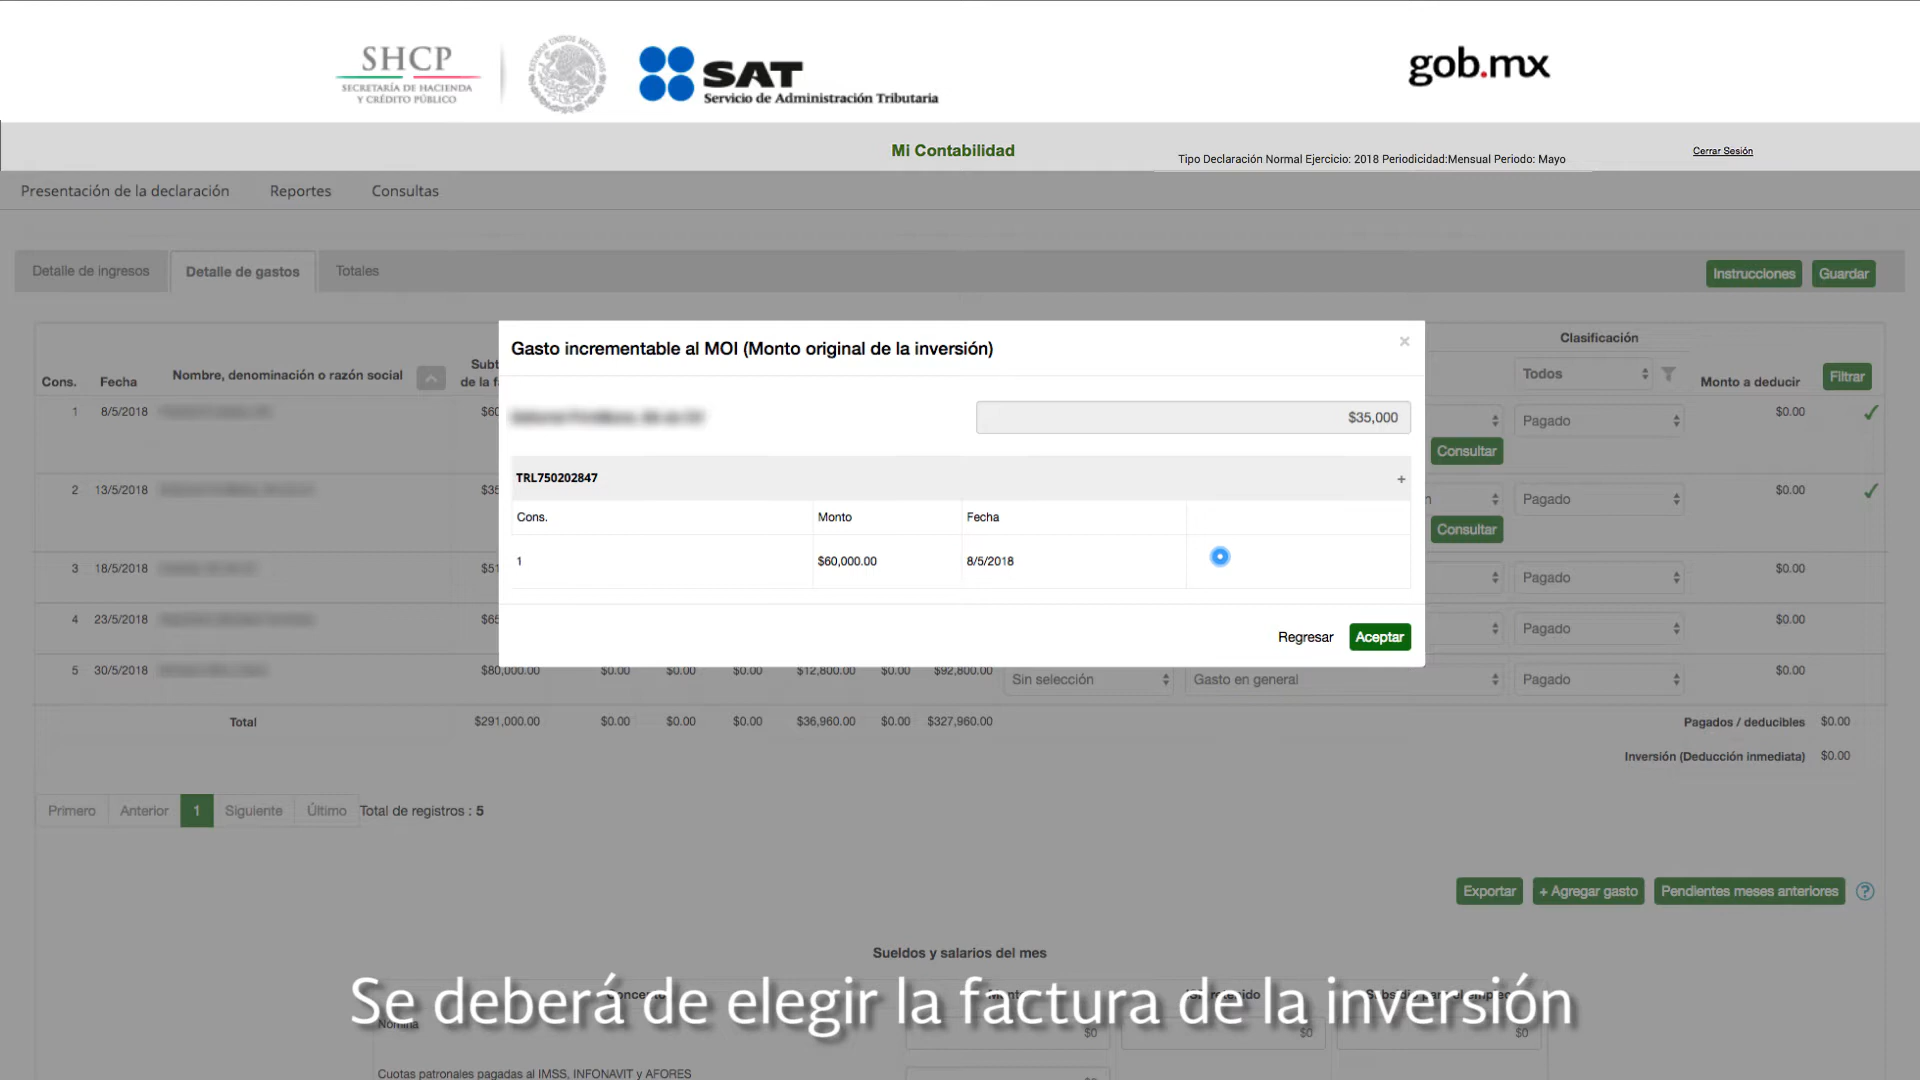 SHCP
SECRETARÍA DE HACIENDA
Y CRÉDITO PÚBLICO
ESTADOS UNIDOS MEXICANOS
SAT
Servicio de Administración Tributaria
gob.mx
Mi Contabilidad
Tipo Declaración Normal Ejercicio: 2018 Periodicidad:Mensual Periodo: Mayo
Cerrar Sesión
Presentación de la declaración Reportes Consultas
Detalle de ingresos Detalle de gastos Totales
Instrucciones Guardar
Clasificación
Cons. Fecha Nombre, denominación o razón social
Todos Monto a deducir Filtrar
1 8/5/2018 Pagado $0.00
Consultar
2 13/5/2018 Pagado $0.00
Consultar
3 18/5/2018 Pagado $0.00
4 23/5/2018 Pagado $0.00
5 30/5/2018 $80,000.00 $0.00 $0.00 $0.00 $12,800.00 $0.00 $92,800.00 Sin selección Gasto en general Pagado $0.00
Total $291,000.00 $0.00 $0.00 $0.00 $36,960.00 $0.00 $327,960.00 Pagados / deducibles $0.00
Inversión (Deducción inmediata) $0.00
Gasto incrementable al MOI (Monto original de la inversión) ×
$35,000
TRL750202847 +
Cons. Monto Fecha
1 $60,000.00 8/5/2018
Regresar Aceptar
Primero Anterior 1 Siguiente Último Total de registros : 5
Exportar + Agregar gasto Pendientes meses anteriores ?
Sueldos y salarios del mes
Se deberá de elegir la factura de la inversión
Nómina $0 $0 $0
Cuotas patronales pagadas al IMSS, INFONAVIT y AFORES